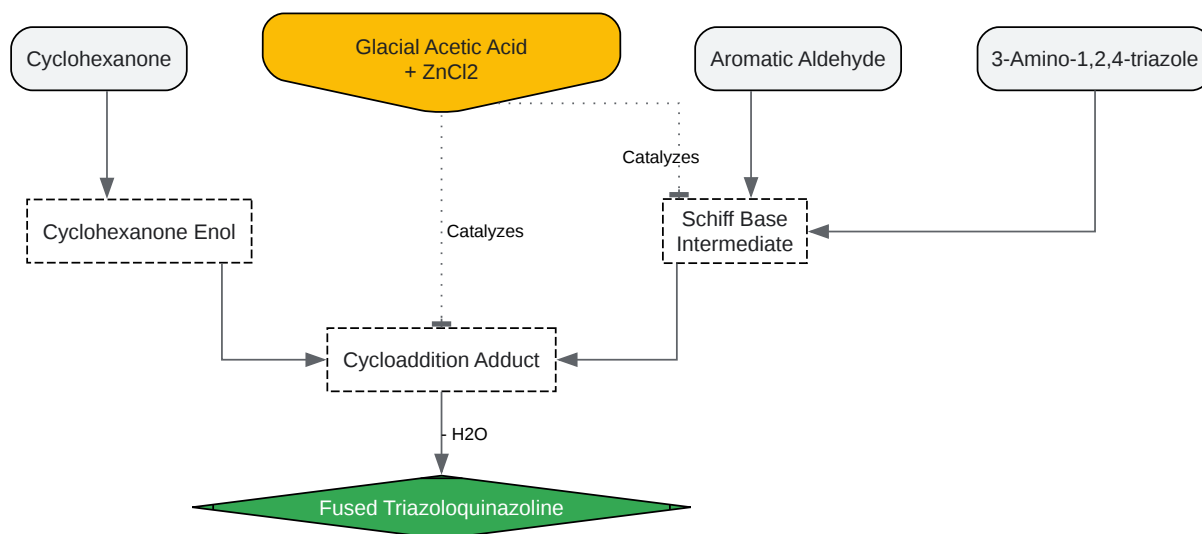 Cyclohexanone
Glacial Acetic Acid
+ ZnCl2
Aromatic Aldehyde
3-Amino-1,2,4-triazole
Catalyzes
Cyclohexanone Enol
Catalyzes
Schiff Base
Intermediate
Cycloaddition Adduct
- H2O
Fused Triazoloquinazoline